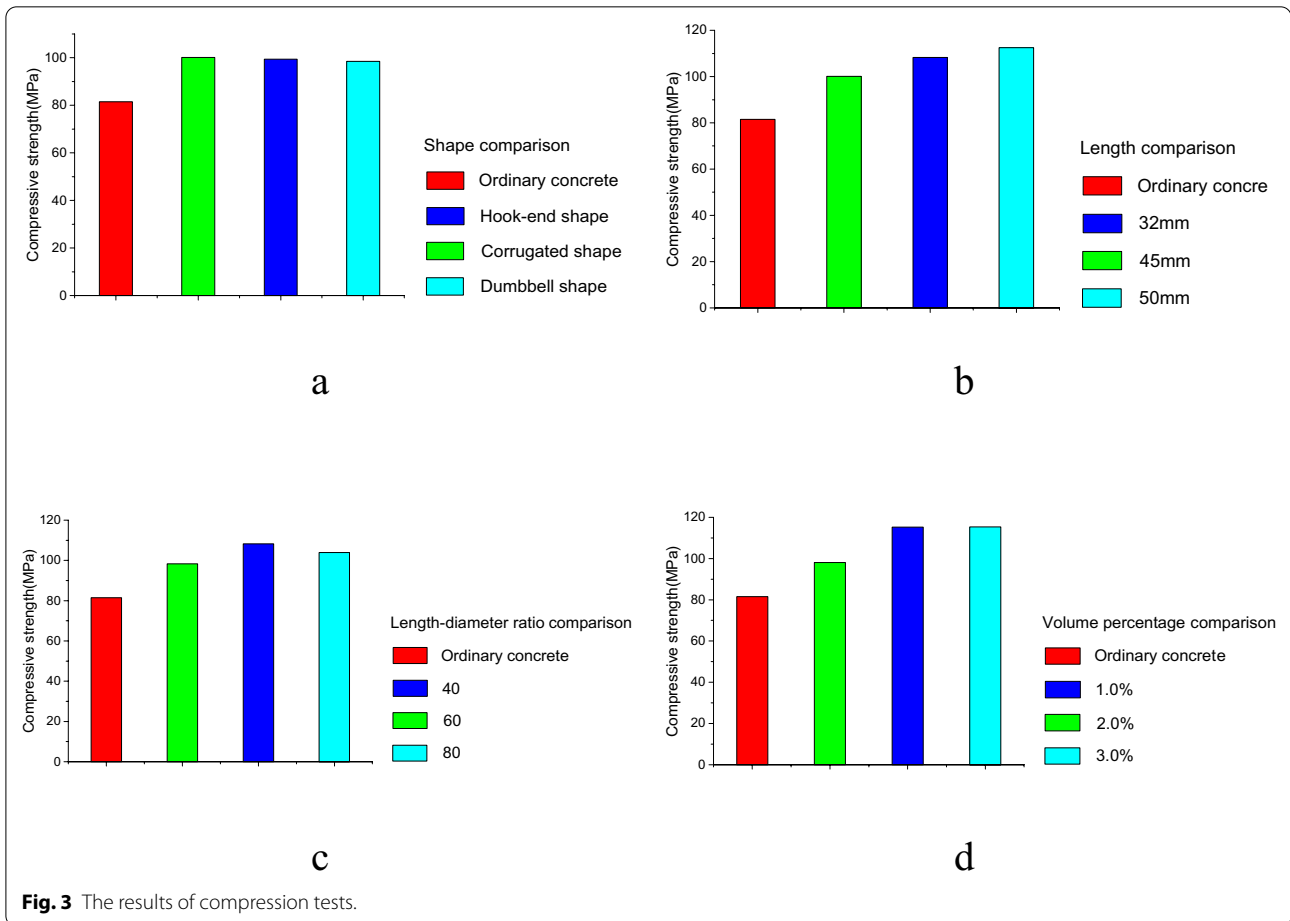 Compressive strength(MPa)
100
80
60
40
20
0
Shape comparison
Ordinary concrete
Hook-end shape
Corrugated shape
Dumbbell shape
a
Compressive strength(MPa)
120
100
80
60
40
20
0
Length comparison
Ordinary concre
32mm
45mm
50mm
b
Compressive strength(MPa)
120
100
80
60
40
20
0
Length-diameter ratio comparison
Ordinary concrete
40
60
80
c
Compressive strength(MPa)
120
100
80
60
40
20
0
Volume percentage comparison
Ordinary concrete
1.0%
2.0%
3.0%
d
Fig. 3 The results of compression tests.